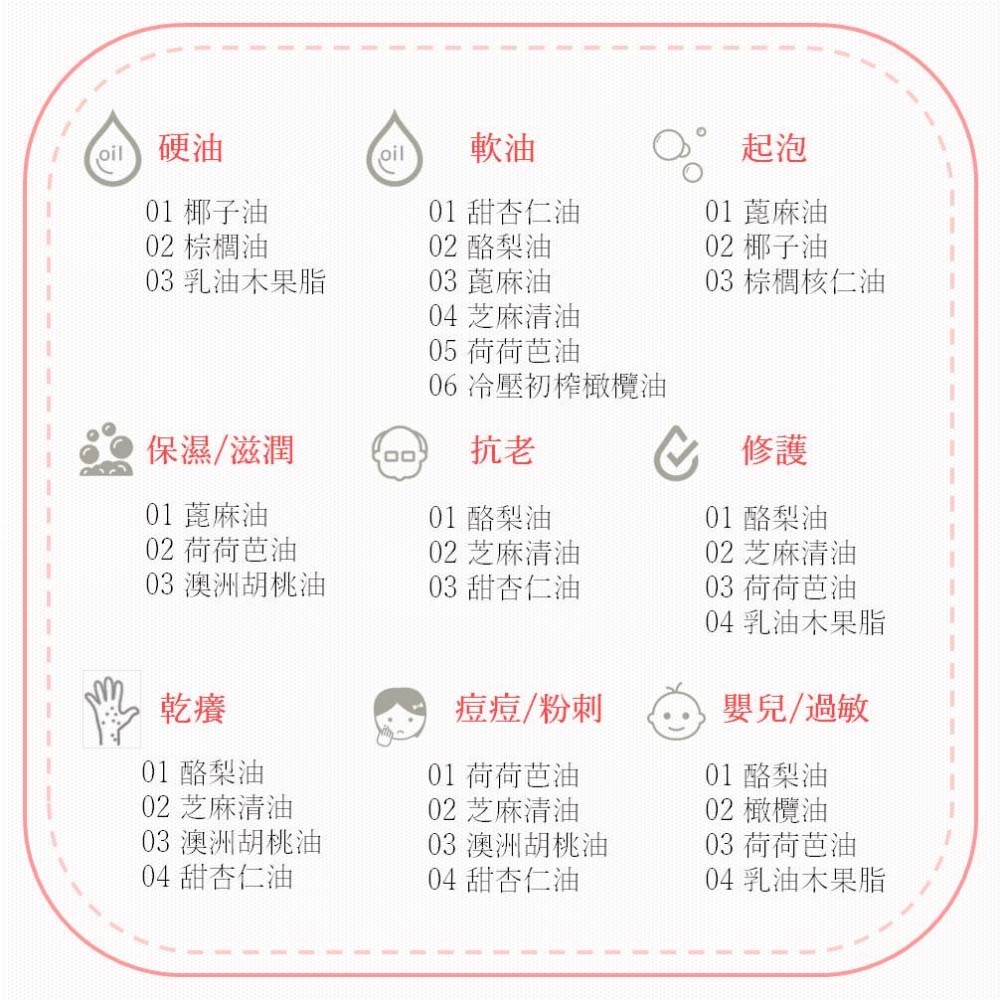 oil
硬油
01 椰子油
02 棕櫚油
03 乳油木果脂
oil
軟油
01 甜杏仁油
02 酪梨油
03 蓖麻油
04 芝麻清油
05 荷荷芭油
06 冷壓初榨橄欖油
起泡
01 蓖麻油
02 椰子油
03 棕櫚核仁油
保濕/滋潤
01 蓖麻油
02 荷荷芭油
03 澳洲胡桃油
抗老
01 酪梨油
02 芝麻清油
03 甜杏仁油
修護
01 酪梨油
02 芝麻清油
03 荷荷芭油
04 乳油木果脂
乾癢
01 酪梨油
02 芝麻清油
03 澳洲胡桃油
04 甜杏仁油
痘痘/粉刺
01 荷荷芭油
02 芝麻清油
03 澳洲胡桃油
04 甜杏仁油
嬰兒/過敏
01 酪梨油
02 橄欖油
03 荷荷芭油
04 乳油木果脂